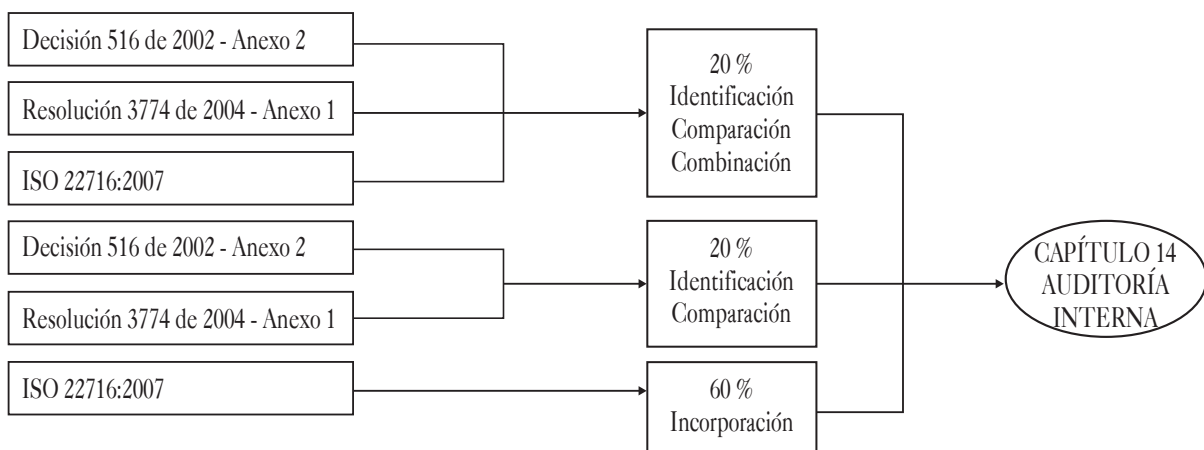 Decisión 516 de 2002 - Anexo 2
Resolución 3774 de 2004 - Anexo 1
ISO 22716:2007
20 %
Identificación
Comparación
Combinación
Decisión 516 de 2002 - Anexo 2
Resolución 3774 de 2004 - Anexo 1
20 %
Identificación
Comparación
ISO 22716:2007
60 %
Incorporación
CAPÍTULO 14
AUDITORÍA
INTERNA